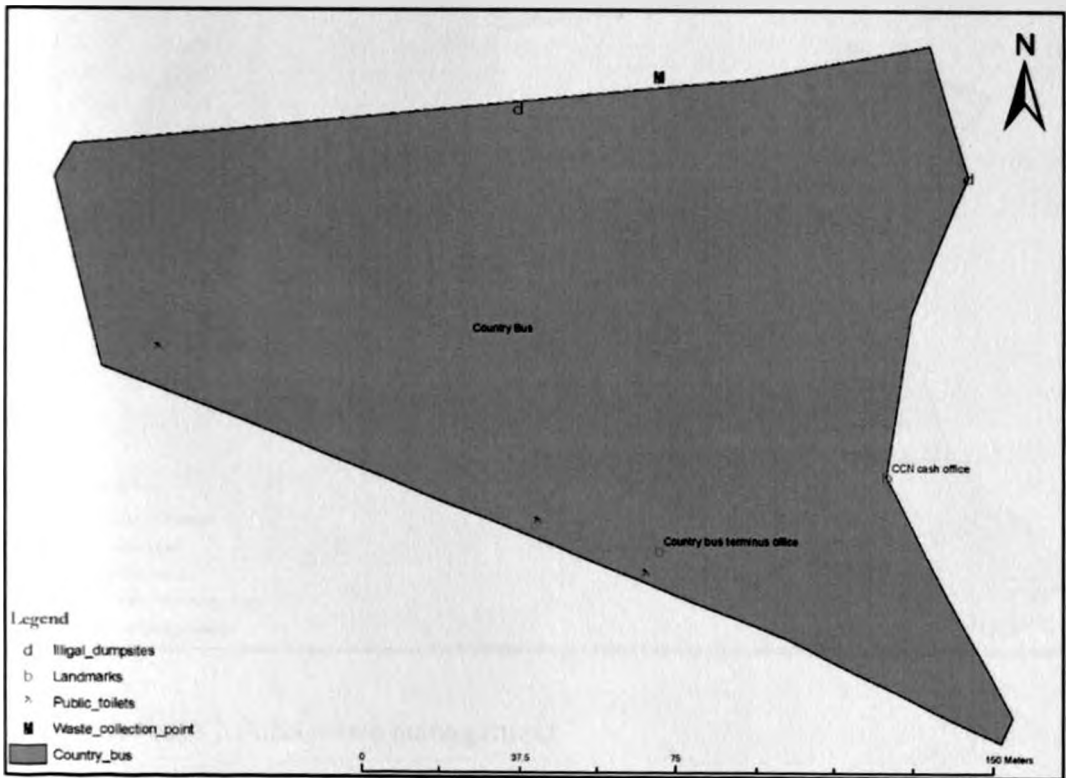 N
d
d
Country Bus
CCN cash office
Country bus terminus office
Legend
d Illigal_dumpsites
b Landmarks
Public_toilets
Waste_collection_point
Country_bus
0 37.5 75 150 Meters